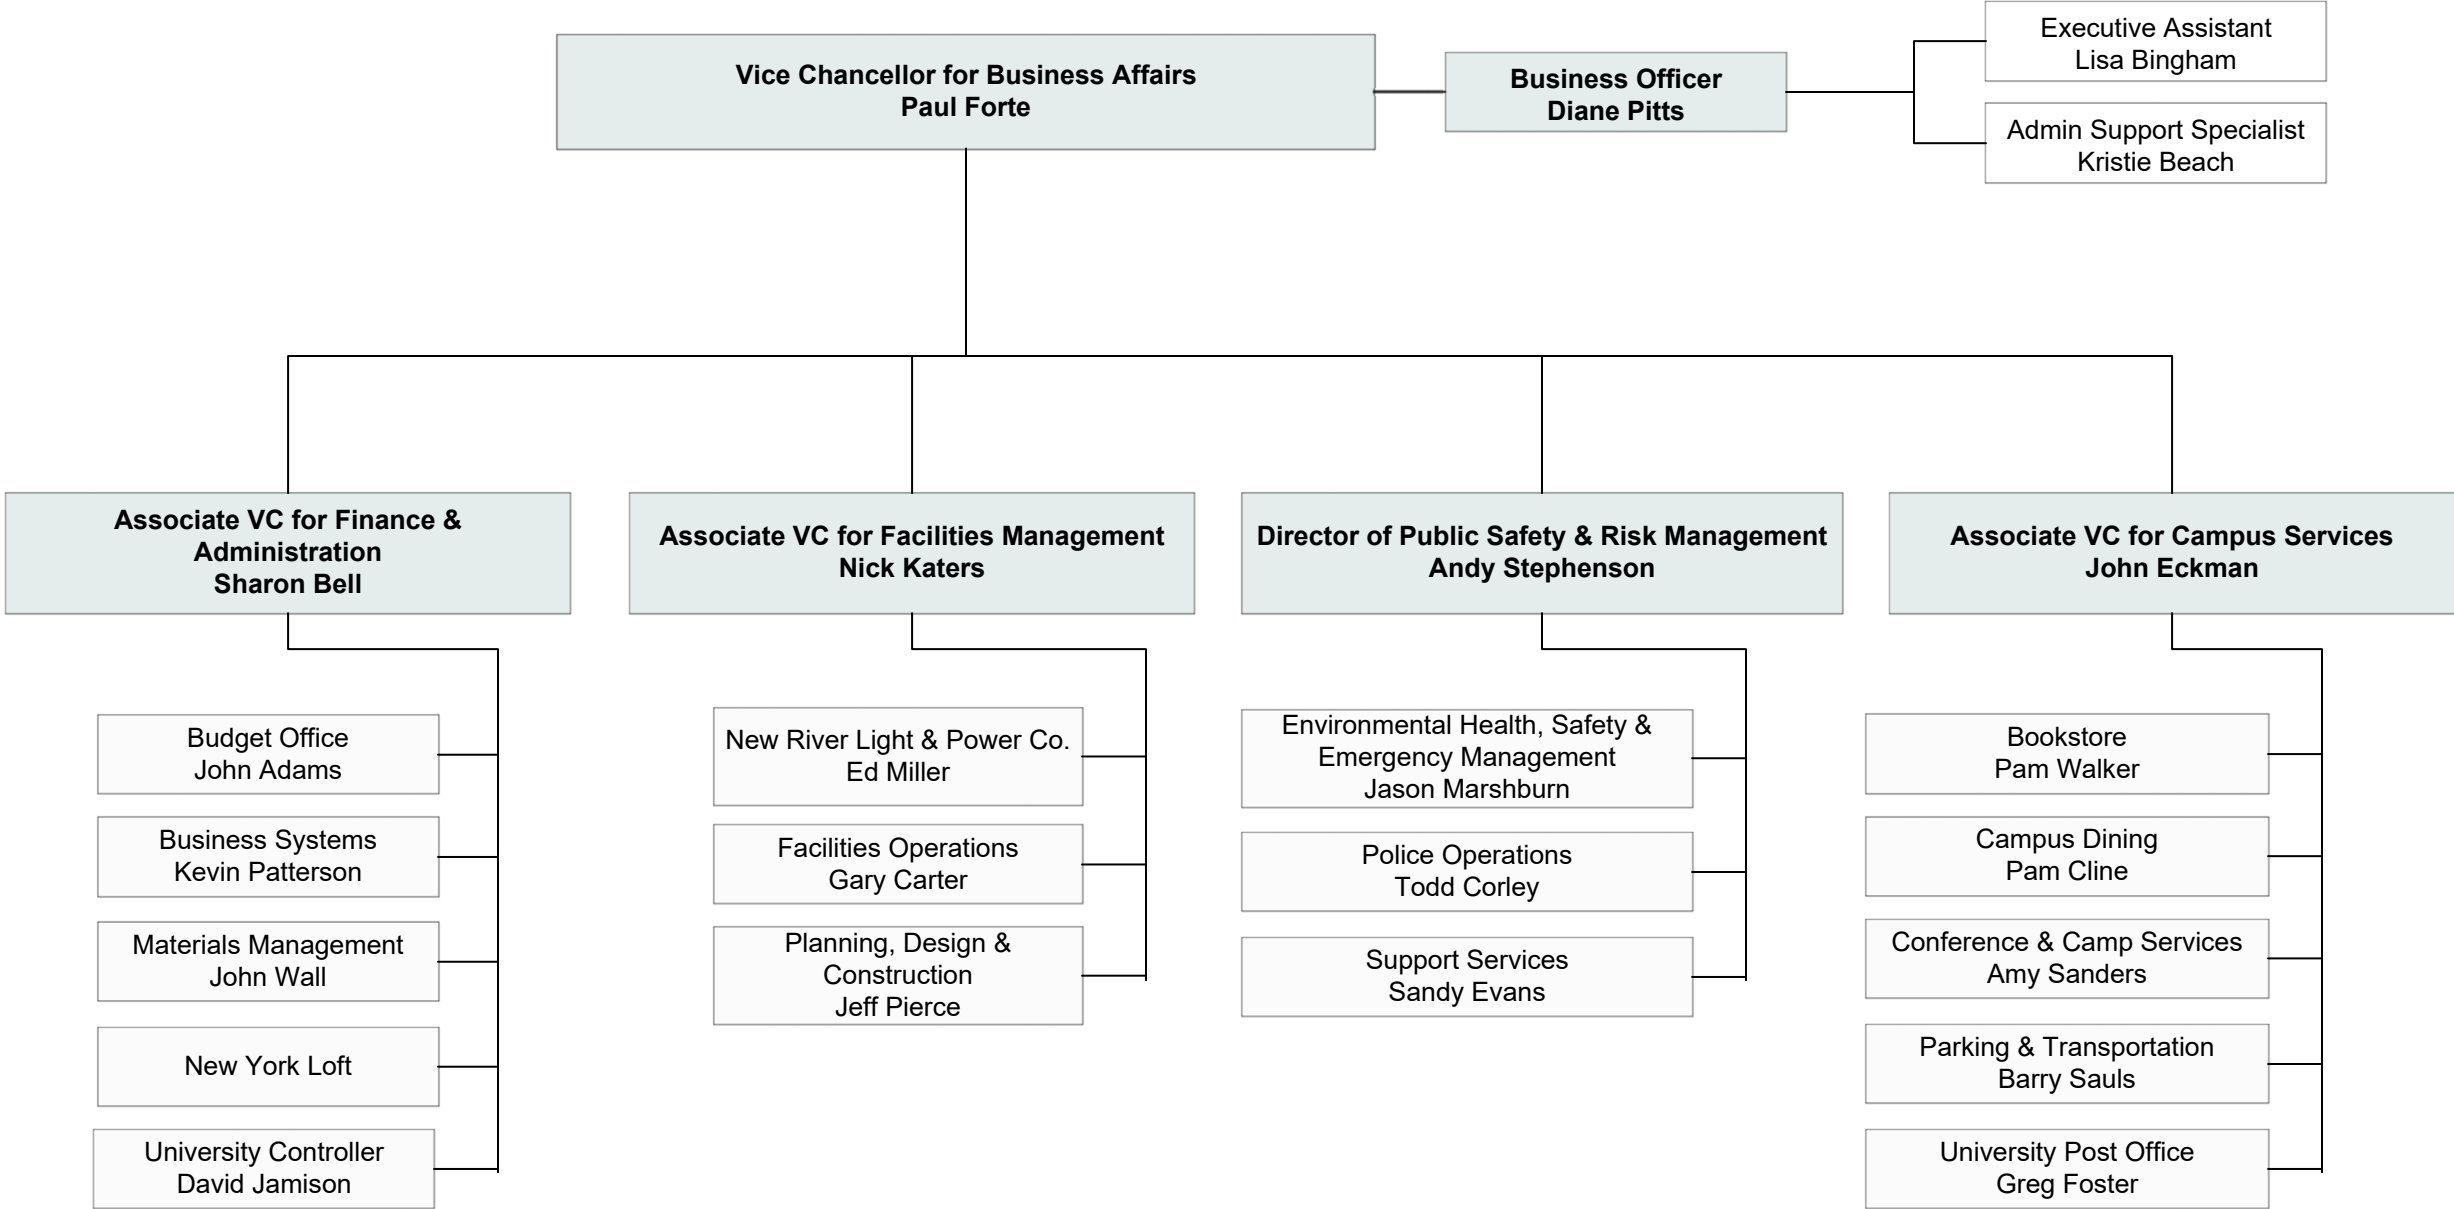 Vice Chancellor for Business Affairs
Paul Forte
Business Officer
Diane Pitts
Executive Assistant
Lisa Bingham
Admin Support Specialist
Kristie Beach
Associate VC for Finance &
Administration
Sharon Bell
Budget Office
John Adams
Business Systems
Kevin Patterson
Materials Management
John Wall
New York Loft
University Controller
David Jamison
Associate VC for Facilities Management
Nick Katers
New River Light & Power Co.
Ed Miller
Facilities Operations
Gary Carter
Planning, Design &
Construction
Jeff Pierce
Director of Public Safety & Risk Management
Andy Stephenson
Environmental Health, Safety &
Emergency Management
Jason Marshburn
Police Operations
Todd Corley
Support Services
Sandy Evans
Associate VC for Campus Services
John Eckman
Bookstore
Pam Walker
Campus Dining
Pam Cline
Conference & Camp Services
Amy Sanders
Parking & Transportation
Barry Sauls
University Post Office
Greg Foster